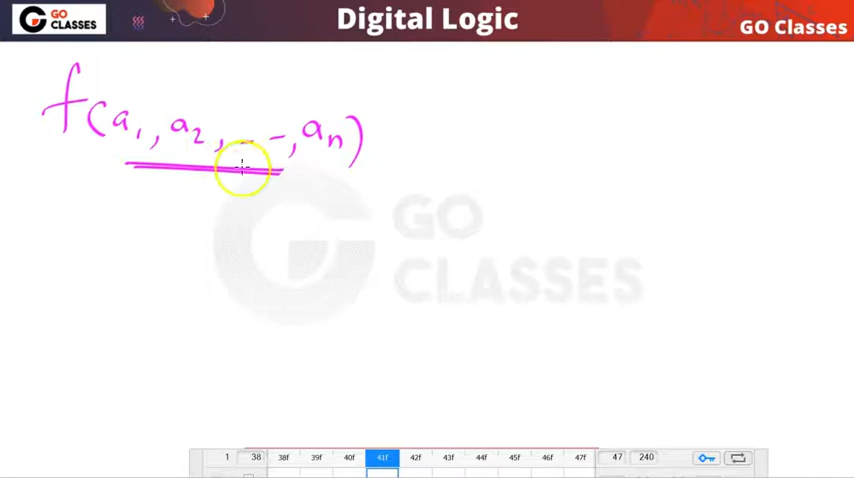 GO
CLASSES
Digital Logic
GO Classes
f(a1, a2, - -, an)
GO
CLASSES
1 38 38f 39f 40f 41f 42f 43f 44f 45f 46f 47f 47 240